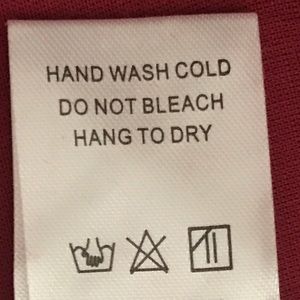 HAND WASH COLD
DO NOT BLEACH
HANG TO DRY